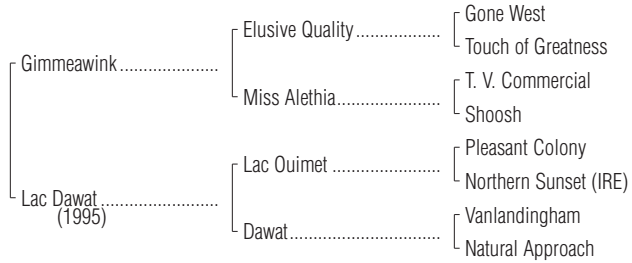 Gone West
Elusive Quality
Touch of Greatness
Gimmeawink
T. V. Commercial
Miss Alethia
Shoosh
Pleasant Colony
Lac Ouimet
Northern Sunset (IRE)
Lac Dawat
(1995)
Vanlandingham
Dawat
Natural Approach